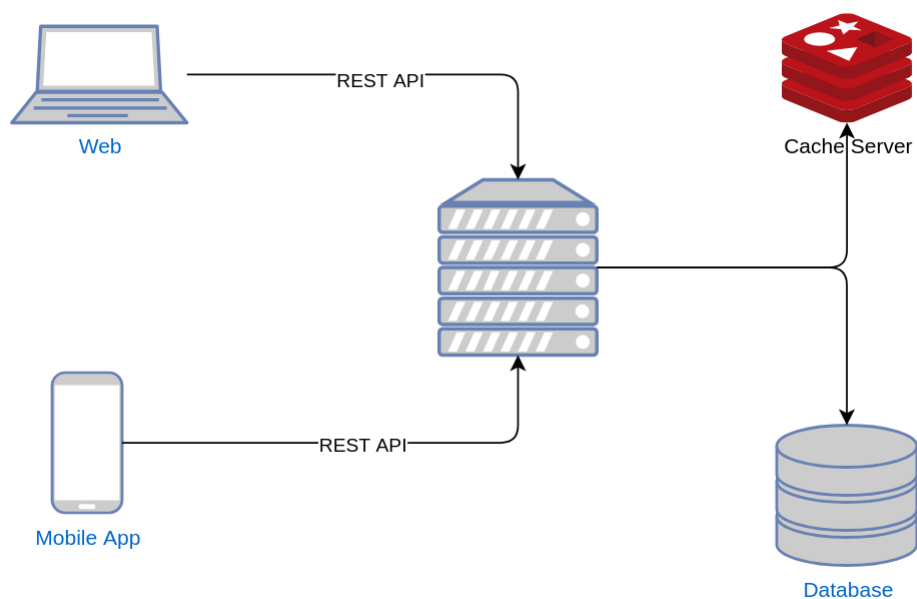 REST API
Web
Cache Server
REST API
Mobile App
Database